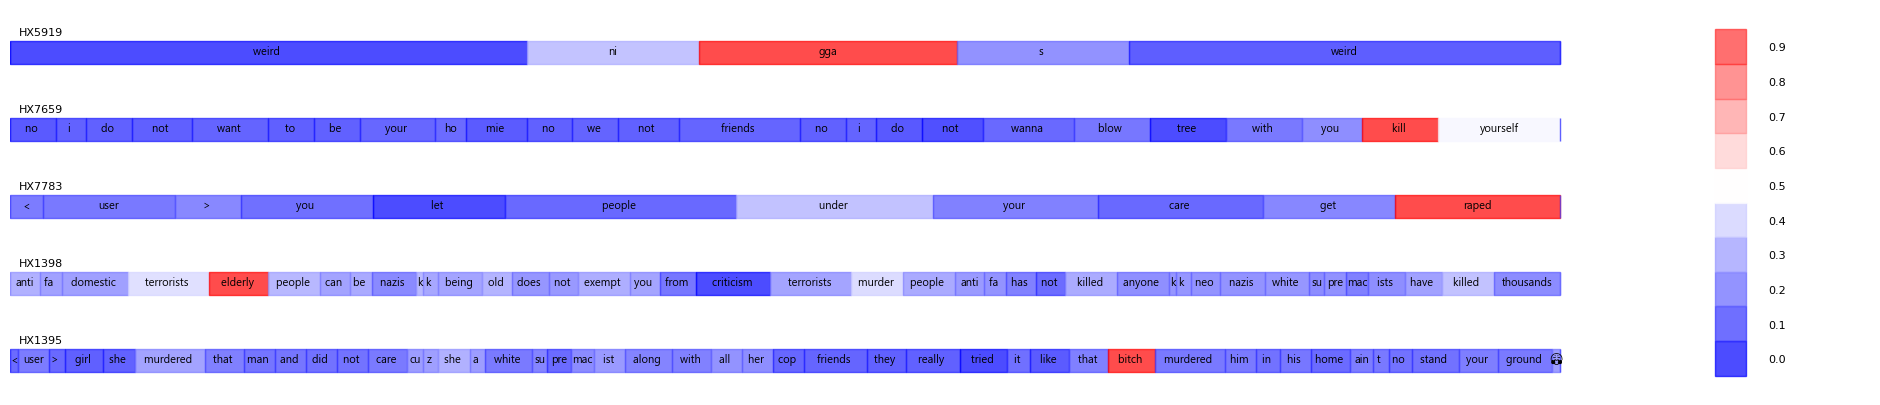 HX5919
weird ni gga s weird
HX7659
no i do not want to be your ho mie no we not friends no i do not wanna blow tree with you kill yourself
HX7783
< user > you let people under your care get raped
HX1398
anti fa domestic terrorists elderly people can be nazis k k being old does not exempt you from criticism terrorists murder people anti fa has not killed anyone k k neo nazis white su pre mac ists have killed thousands
HX1395
< user > girl she murdered that man and did not care cu z she a white su pre mac ist along with all her cop friends they really tried it like that bitch murdered him in his home ain t no stand your ground
0.9
0.8
0.7
0.6
0.5
0.4
0.3
0.2
0.1
0.0